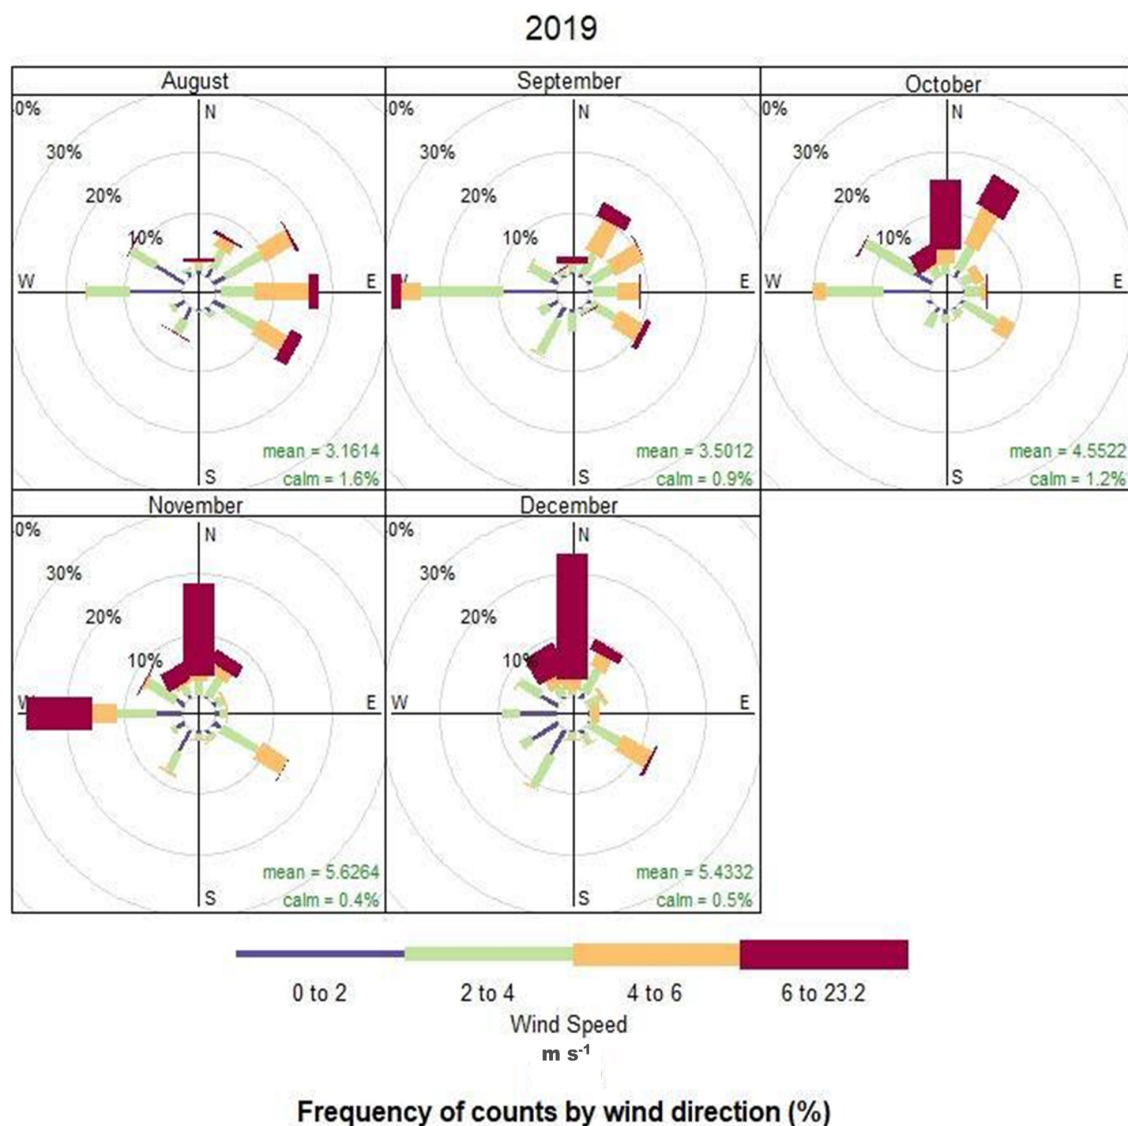 2019
August
September
October
0%
30%
20%
10%
N
W
E
S
mean = 3.1614
calm = 1.6%
0%
30%
20%
10%
N
E
S
mean = 3.5012
calm = 0.9%
0%
30%
20%
10%
N
W
E
S
mean = 4.5522
calm = 1.2%
November
December
0%
30%
20%
10%
N
W
E
S
mean = 5.6264
calm = 0.4%
0%
30%
20%
10%
N
W
E
S
mean = 5.4332
calm = 0.5%
0 to 2
2 to 4
4 to 6
6 to 23.2
Wind Speed
m s-1
Frequency of counts by wind direction (%)